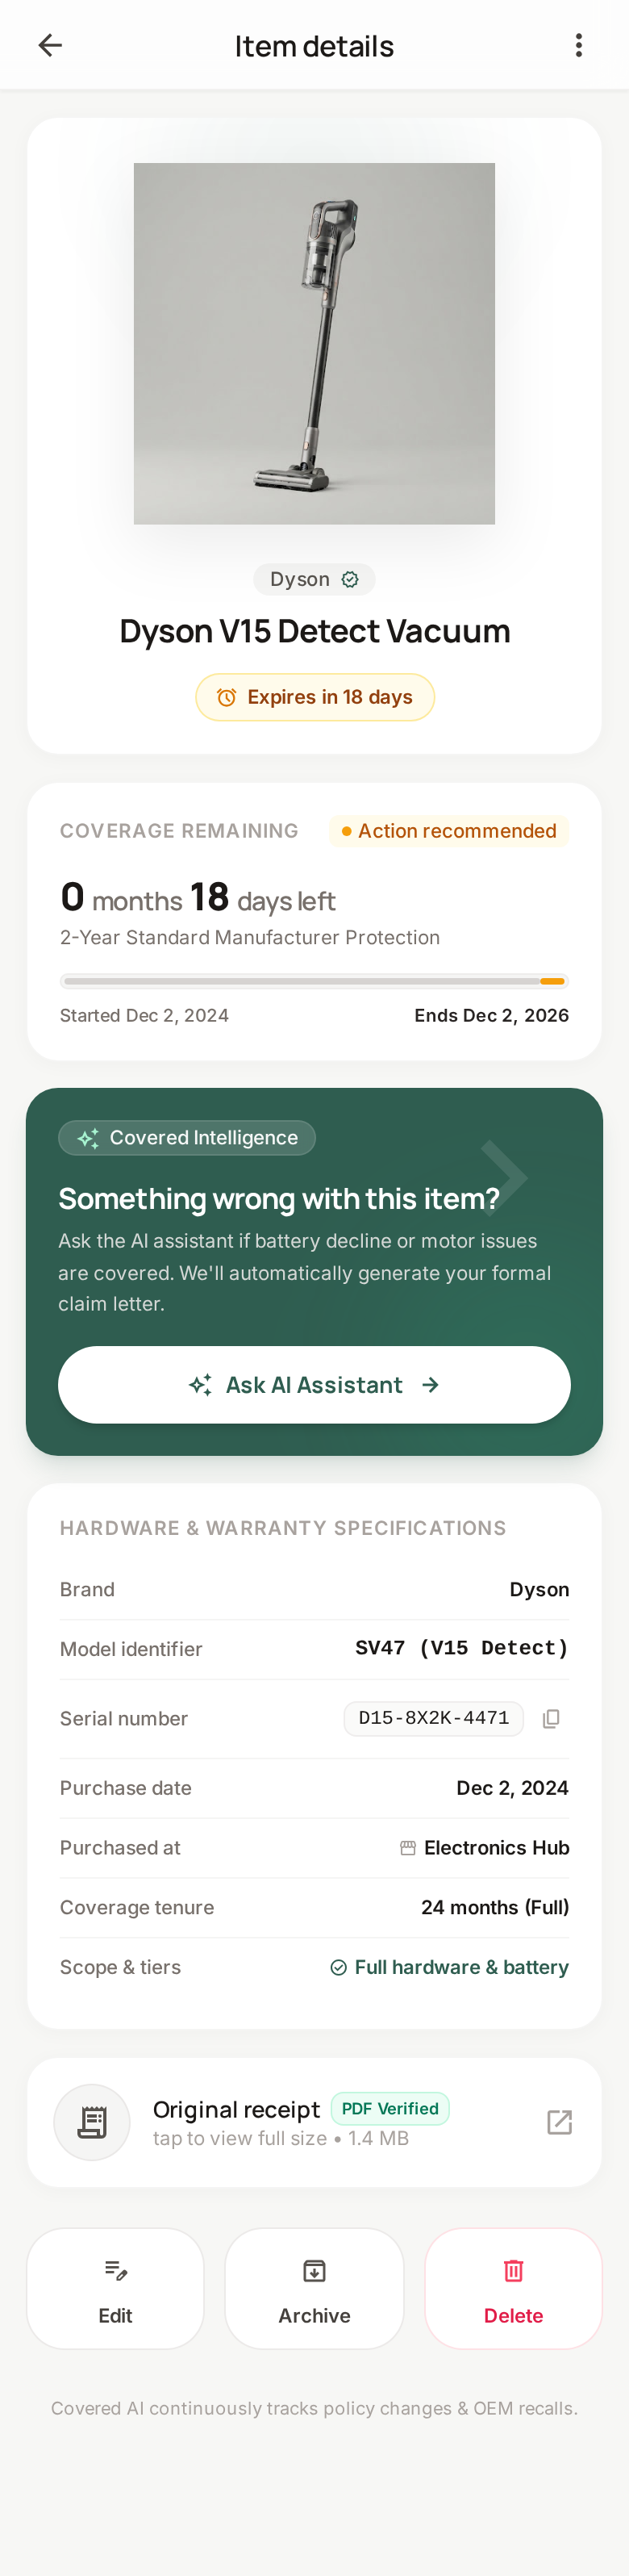 Item details
Dyson
Dyson V15 Detect Vacuum
Expires in 18 days
COVERAGE REMAINING
Action recommended
0 months 18 days left
2-Year Standard Manufacturer Protection
Started Dec 2, 2024
Ends Dec 2, 2026
Covered Intelligence
Something wrong with this item?
Ask the AI assistant if battery decline or motor issues
are covered. We'll automatically generate your formal
claim letter.
Ask AI Assistant
HARDWARE & WARRANTY SPECIFICATIONS
Brand
Dyson
Model identifier
SV47 (V15 Detect)
Serial number
D15-8X2K-4471
Purchase date
Dec 2, 2024
Purchased at
Electronics Hub
Coverage tenure
24 months (Full)
Scope & tiers
Full hardware & battery
Original receipt
PDF Verified
tap to view full size • 1.4 MB
Edit
Archive
Delete
Covered AI continuously tracks policy changes & OEM recalls.